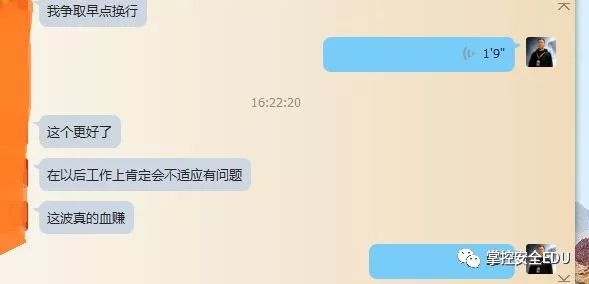 我争取早点换行
1'9"
16:22:20
这个更好了
在以后工作上肯定会不适应有问题
这波真的血赚
掌控安全EDU